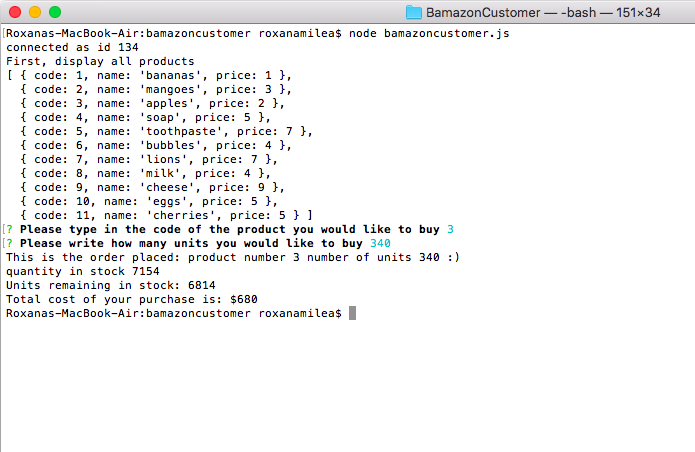 BamazonCustomer — -bash — 151×34
[Roxanas-MacBook-Air:bamazoncustomer roxanamilea$ node bamazoncustomer.js
connected as id 134
First, display all products
[ { code: 1, name: 'bananas', price: 1 },
  { code: 2, name: 'mangoes', price: 3 },
  { code: 3, name: 'apples', price: 2 },
  { code: 4, name: 'soap', price: 5 },
  { code: 5, name: 'toothpaste', price: 7 },
  { code: 6, name: 'bubbles', price: 4 },
  { code: 7, name: 'lions', price: 7 },
  { code: 8, name: 'milk', price: 4 },
  { code: 9, name: 'cheese', price: 9 },
  { code: 10, name: 'eggs', price: 5 },
  { code: 11, name: 'cherries', price: 5 } ]
[? Please type in the code of the product you would like to buy 3
[? Please write how many units you would like to buy 340
This is the order placed: product number 3 number of units 340 :)
quantity in stock 7154
Units remaining in stock: 6814
Total cost of your purchase is: $680
Roxanas-MacBook-Air:bamazoncustomer roxanamilea$